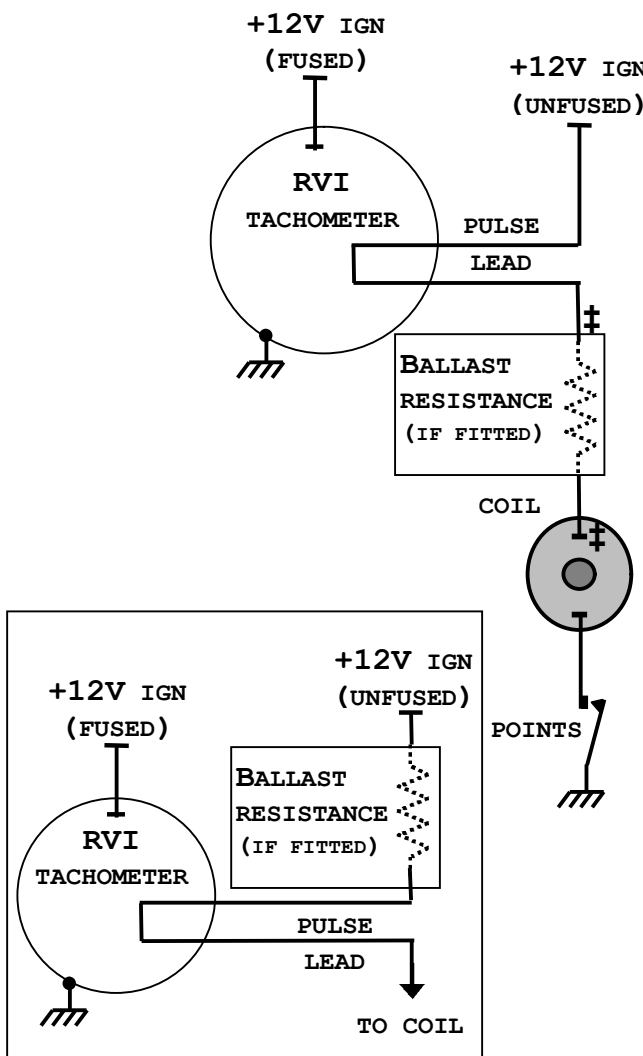 +12V IGN
(FUSED)
+12V IGN
(UNFUSED)
RVI
TACHOMETER
PULSE
LEAD
‡
BALLAST
RESISTANCE
(IF FITTED)
COIL
‡
POINTS
+12V IGN
(UNFUSED)
+12V IGN
(FUSED)
BALLAST
RESISTANCE
(IF FITTED)
RVI
TACHOMETER
PULSE
LEAD
TO COIL